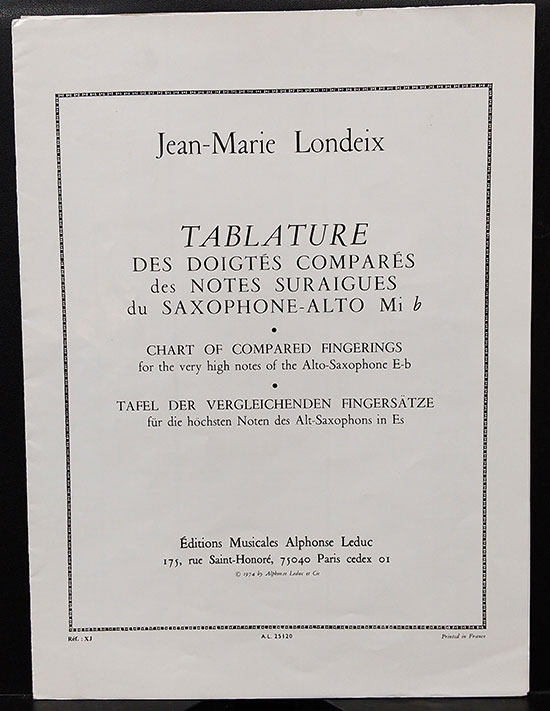 Jean-Marie Londeix
TABLATURE
DES DOIGTÉS COMPARÉS
des NOTES SURAIGUES
du SAXOPHONE-ALTO Mi b
•
CHART OF COMPARED FINGERINGS
for the very high notes of the Alto-Saxophone E-b
•
TAFEL DER VERGLEICHENDEN FINGERSÄTZE
für die höchsten Noten des Alt-Saxophons in Es
Éditions Musicales Alphonse Leduc
175, rue Saint-Honoré, 75040 Paris cedex 01
© 1974 by Alphonse Leduc et Cie
Réf. : XJ
A.L. 25120
Printed in France